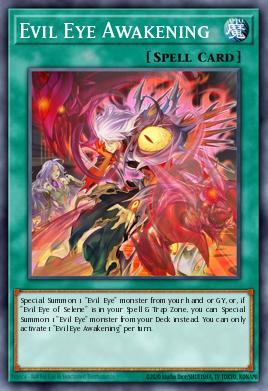 EVIL EYE AWAKENING
魔
[SPELL CARD]
Special Summon 1 "Evil Eye" monster from your hand or GY, or, if
"Evil Eye of Selene" is in your Spell & Trap Zone, you can Special
Summon 1 "Evil Eye" monster from your Deck instead. You can only
activate 1 "Evil Eye Awakening" per turn.